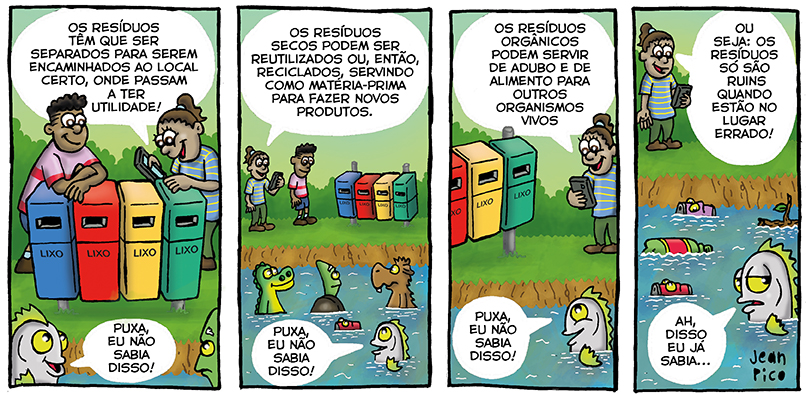 OS RESÍDUOS
TÊM QUE SER
SEPARADOS PARA SEREM
ENCAMINHADOS AO LOCAL
CERTO, ONDE PASSAM
A TER
UTILIDADE!
LIXO
LIXO
LIXO
LIXO
PUXA,
EU NÃO
SABIA
DISSO!
OS RESÍDUOS
SECOS PODEM SER
REUTILIZADOS OU, ENTÃO,
RECICLADOS, SERVINDO
COMO MATÉRIA-PRIMA
PARA FAZER NOVOS
PRODUTOS.
LIXO
LIXO
LIXO
LIXO
PUXA,
EU NÃO
SABIA
DISSO!
OS RESÍDUOS
ORGÂNICOS
PODEM SERVIR
DE ADUBO E DE
ALIMENTO PARA
OUTROS
ORGANISMOS
VIVOS
LIXO
LIXO
LIXO
PUXA,
EU NÃO
SABIA
DISSO!
OU
SEJA: OS
RESÍDUOS
SÓ SÃO
RUINS
QUANDO
ESTÃO NO
LUGAR
ERRADO!
AH,
DISSO
EU JÁ
SABIA...
Jean
Pico